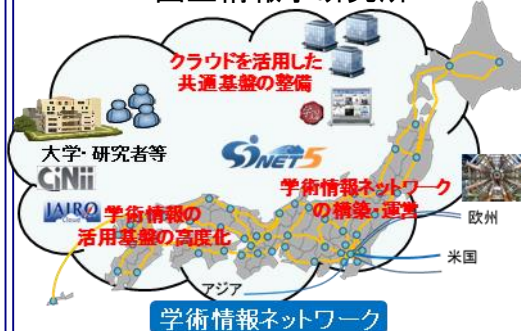 国立情報学研究所
クラウドを活用した
共通基盤の整備
大学・研究者等
CiNii
SINET5
JAIRO
Cloud
学術情報の
活用基盤の高度化
学術情報ネットワーク
の構築・運営
欧州
米国
アジア
学術情報ネットワーク